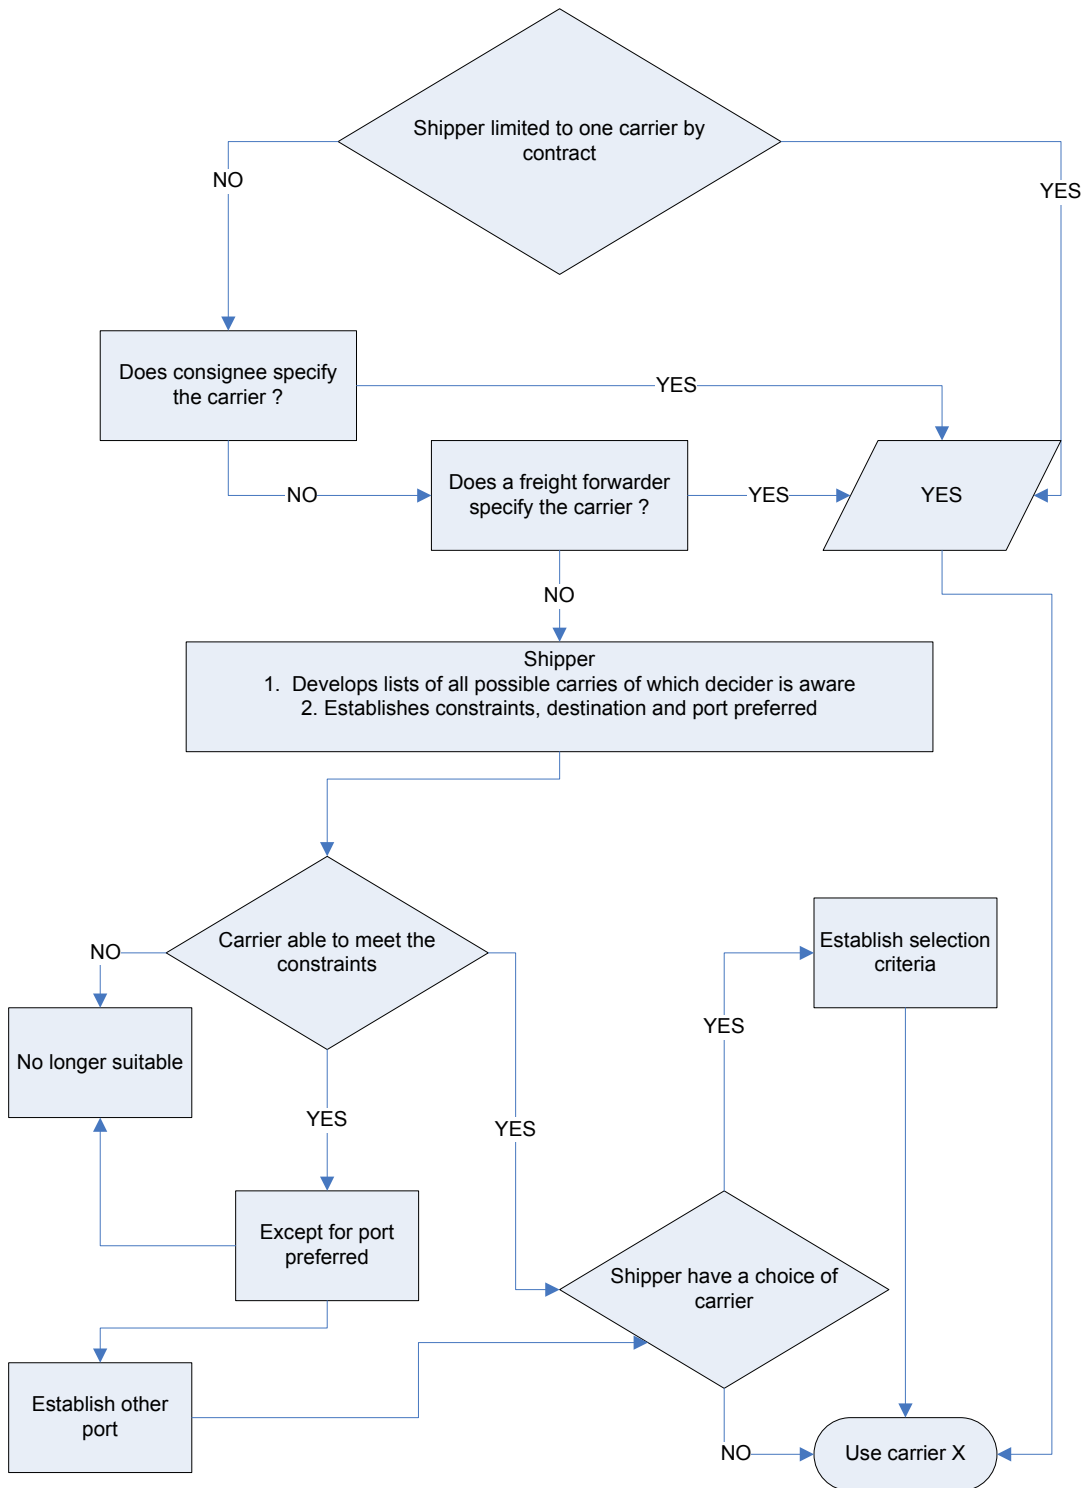 Shipper limited to one carrier by
contract
NO
YES
Does consignee specify
the carrier ?
YES
NO
Does a freight forwarder
specify the carrier ?
YES
YES
NO
Shipper
1. Develops lists of all possible carries of which decider is aware
2. Establishes constraints, destination and port preferred
Carrier able to meet the
constraints
NO
Establish selection
criteria
No longer suitable
YES
YES
YES
Except for port
preferred
Shipper have a choice of
carrier
Establish other
port
NO
Use carrier X